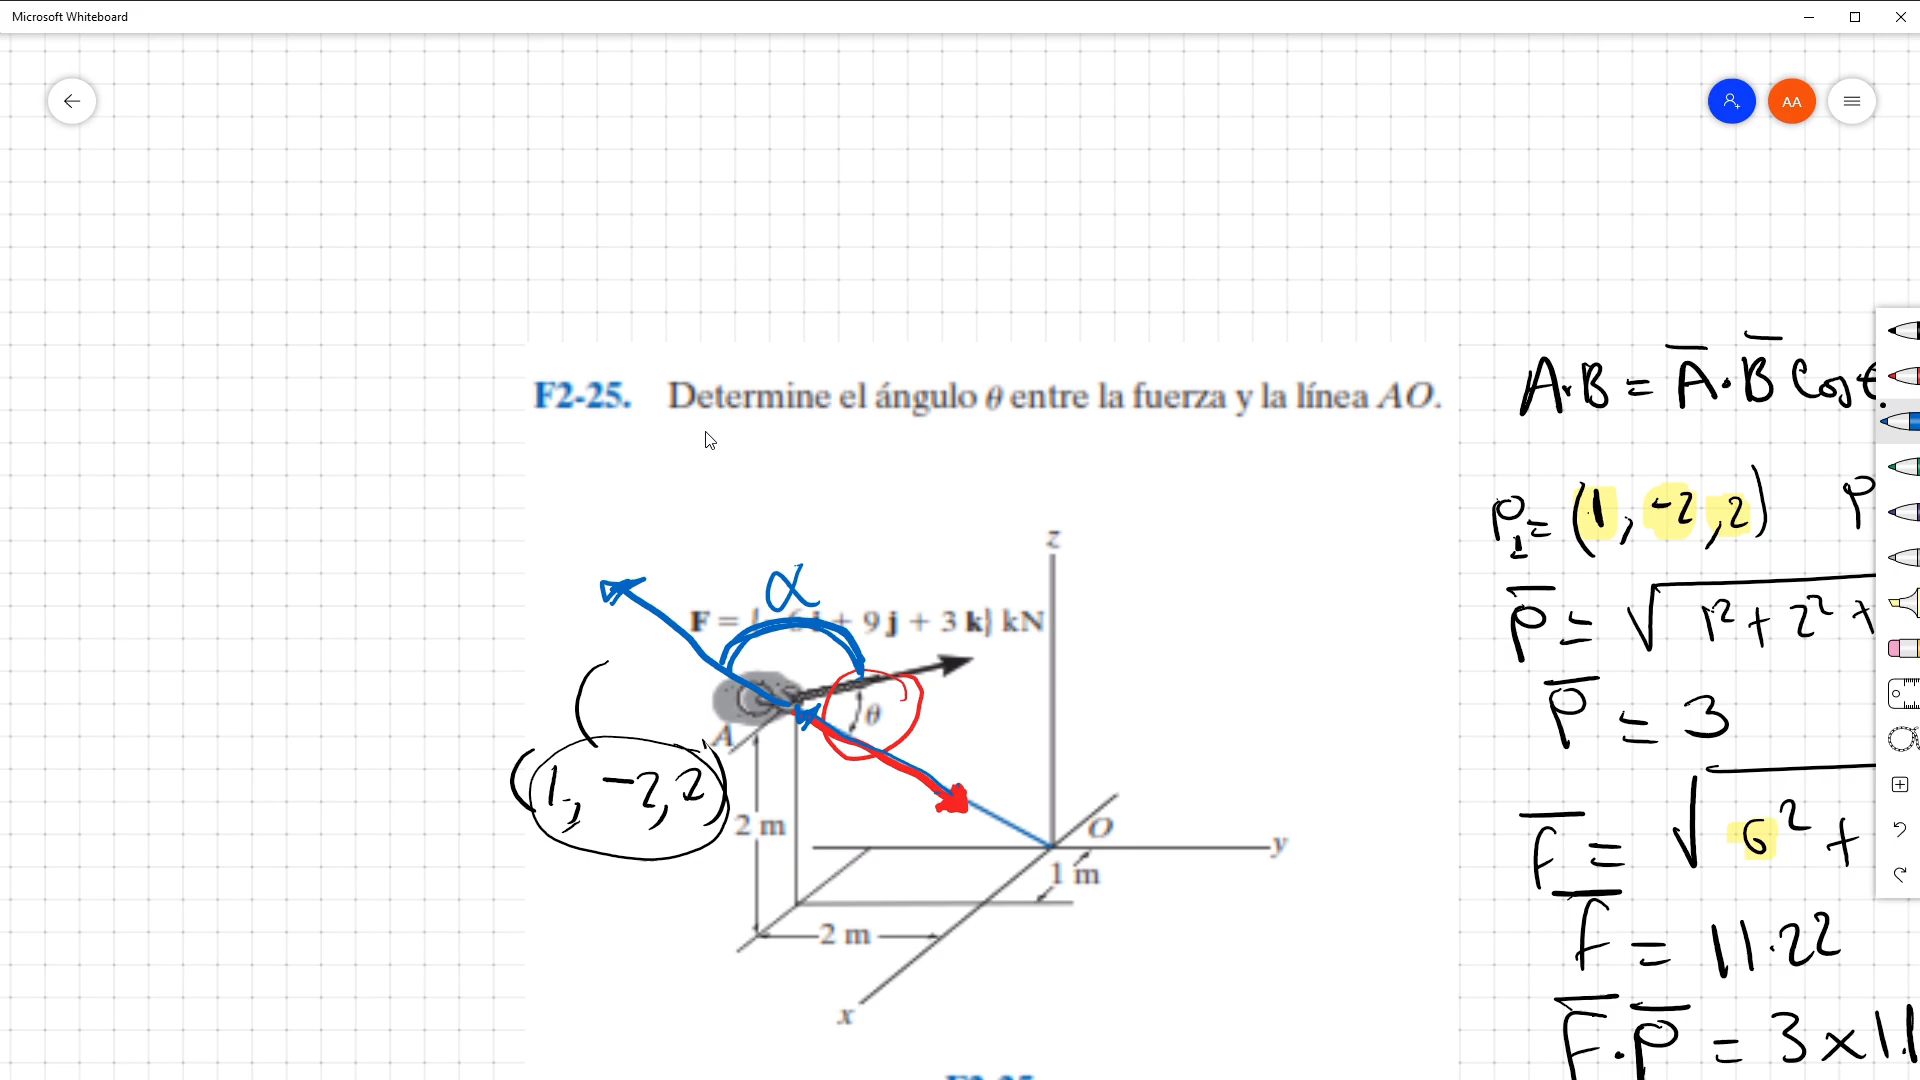 Microsoft Whiteboard
AA
F2-25. Determine el ángulo θ entre la fuerza y la línea AO.
A·B = A·B Cos
P1 = (1, -2, 2) P
P = √1² + 2² +
P = 3
F = √6² +
F = 11.22
F·P = 3 x 11
z
α
F = { 6 i + 9 j + 3 k} kN
θ
A
(1, -2, 2)
2 m
O
y
1 m
2 m
x